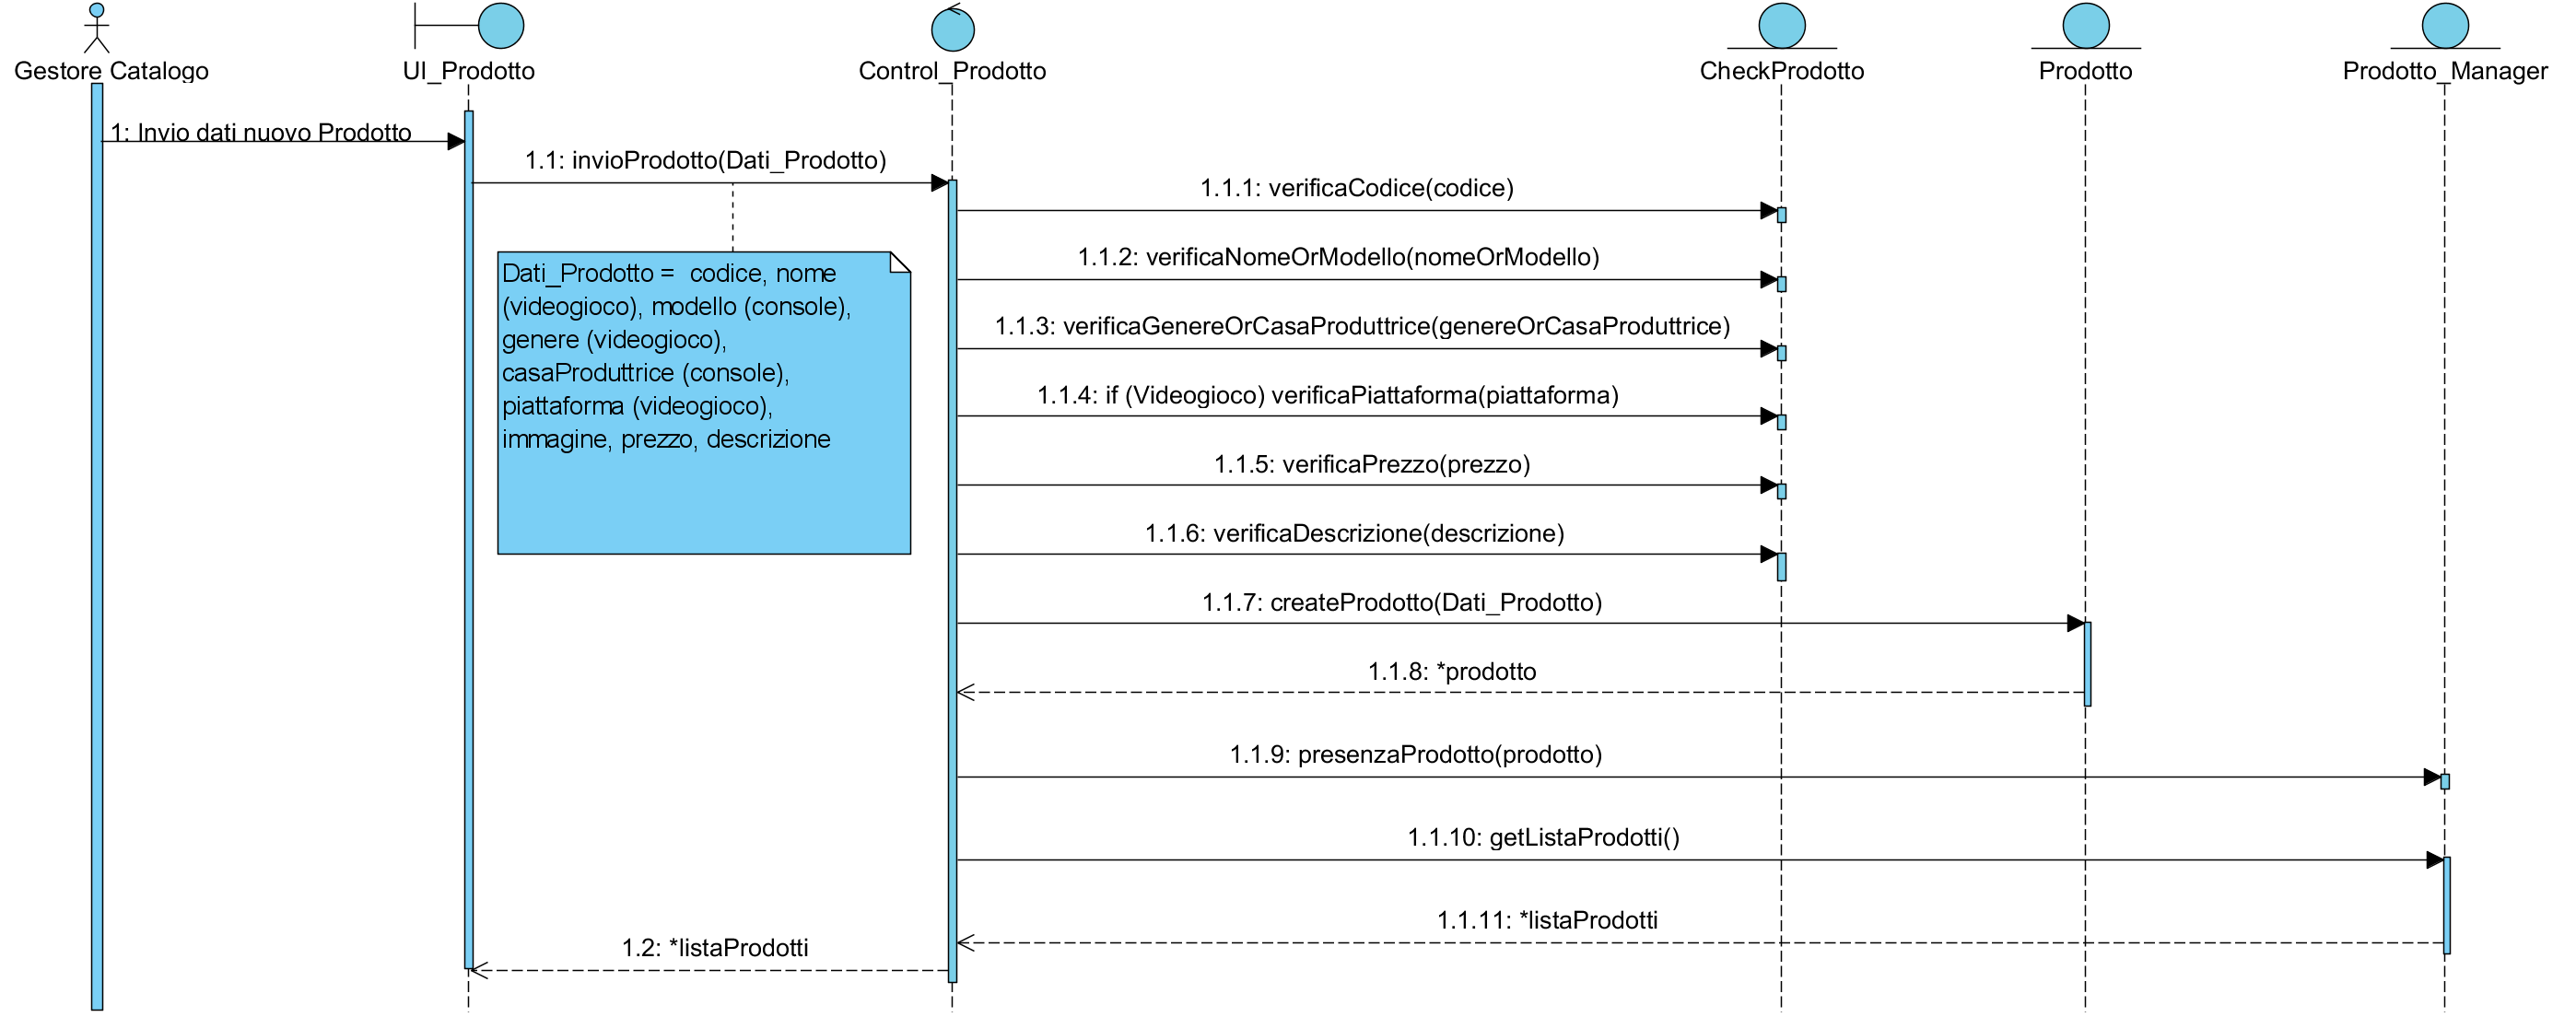 Gestore Catalogo
UI_Prodotto
Control_Prodotto
CheckProdotto
Prodotto
Prodotto_Manager
1: Invio dati nuovo Prodotto
1.1: invioProdotto(Dati_Prodotto)
1.1.1: verificaCodice(codice)
1.1.2: verificaNomeOrModello(nomeOrModello)
Dati_Prodotto = codice, nome
(videogioco), modello (console),
genere (videogioco),
casaProduttrice (console),
piattaforma (videogioco),
immagine, prezzo, descrizione
1.1.3: verificaGenereOrCasaProduttrice(genereOrCasaProduttrice)
1.1.4: if (Videogioco) verificaPiattaforma(piattaforma)
1.1.5: verificaPrezzo(prezzo)
1.1.6: verificaDescrizione(descrizione)
1.1.7: createProdotto(Dati_Prodotto)
1.1.8: *prodotto
1.1.9: presenzaProdotto(prodotto)
1.1.10: getListaProdotti()
1.1.11: *listaProdotti
1.2: *listaProdotti